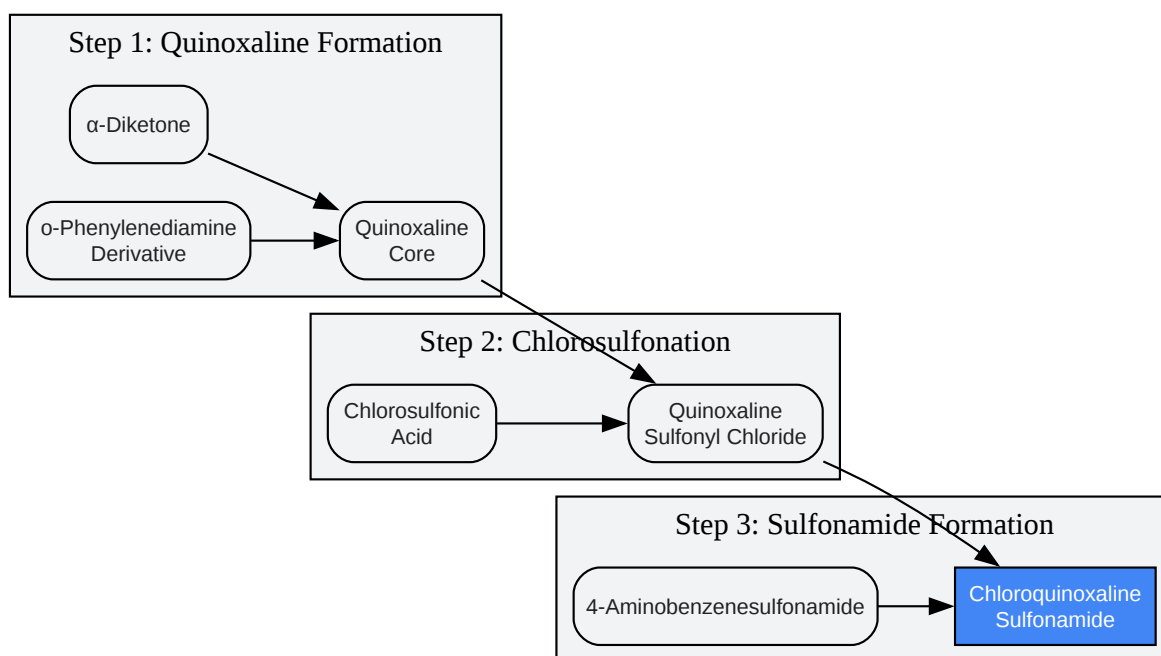 Step 1: Quinoxaline Formation
α-Diketone
o-Phenylenediamine
Derivative
Quinoxaline
Core
Step 2: Chlorosulfonation
Chlorosulfonic
Acid
Quinoxaline
Sulfonyl Chloride
Step 3: Sulfonamide Formation
4-Aminobenzenesulfonamide
Chloroquinoxaline
Sulfonamide